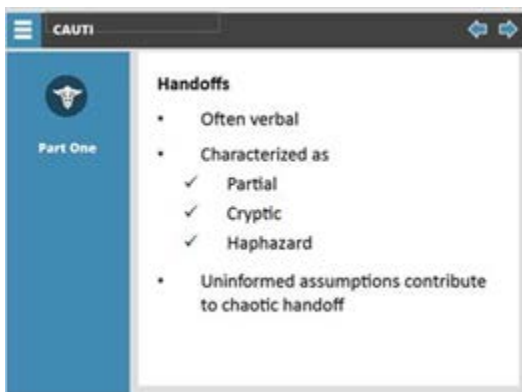 CAUTI
Part One
Handoffs
• Often verbal
• Characterized as
✓ Partial
✓ Cryptic
✓ Haphazard
• Uninformed assumptions contribute
to chaotic handoff